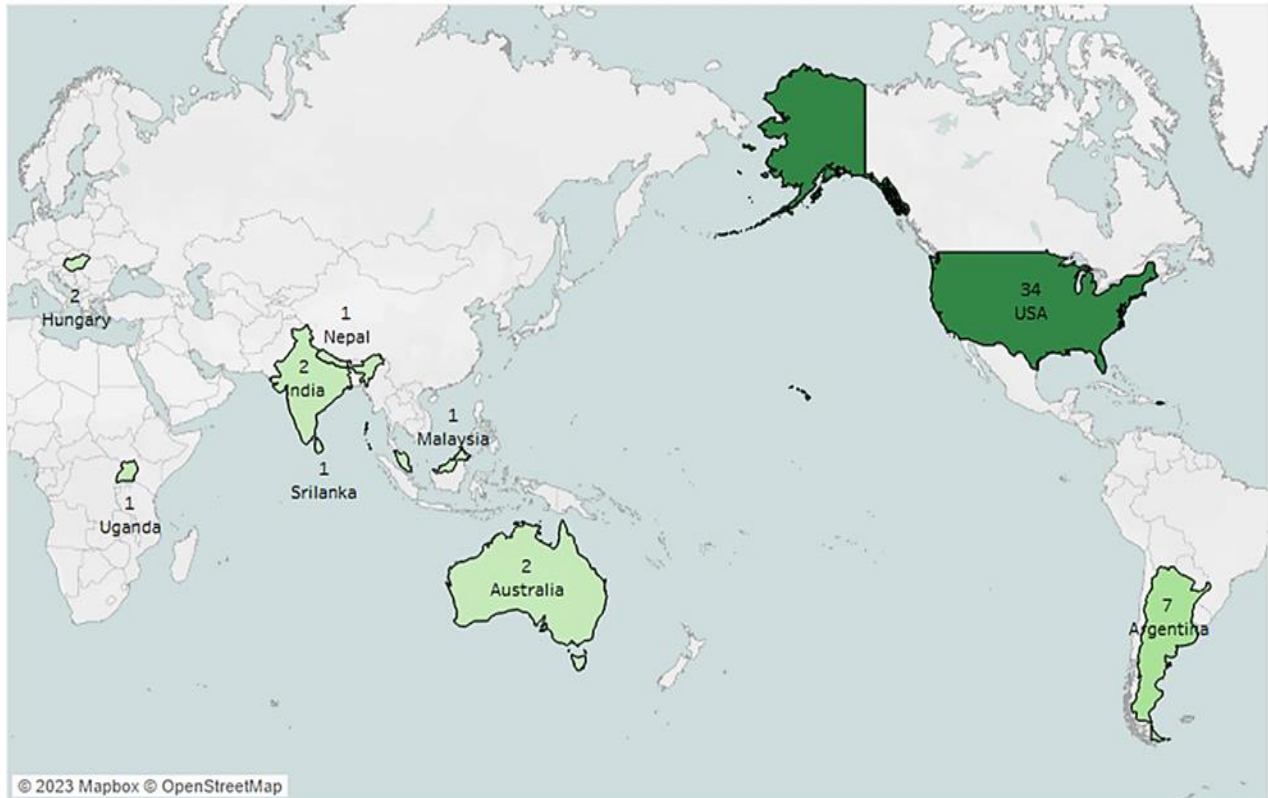 34
USA
2
Hungary
1
Nepal
2
India
1
Malaysia
1
Srilanka
1
Uganda
2
Australia
7
Argentina
© 2023 Mapbox © OpenStreetMap